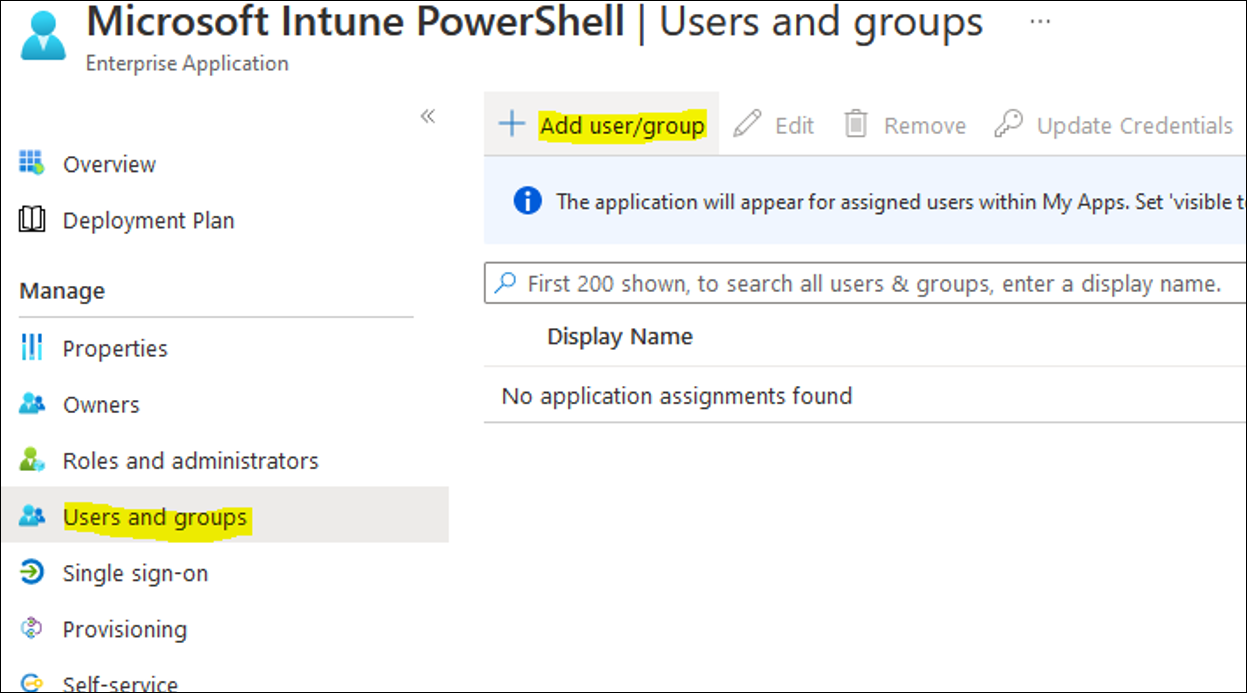 Microsoft Intune PowerShell | Users and groups ...
Enterprise Application
«
Overview
Deployment Plan
Manage
Properties
Owners
Roles and administrators
Users and groups
Single sign-on
Provisioning
Self-service
+ Add user/group Edit Remove Update Credentials
The application will appear for assigned users within My Apps. Set 'visible t
First 200 shown, to search all users & groups, enter a display name.
Display Name
No application assignments found